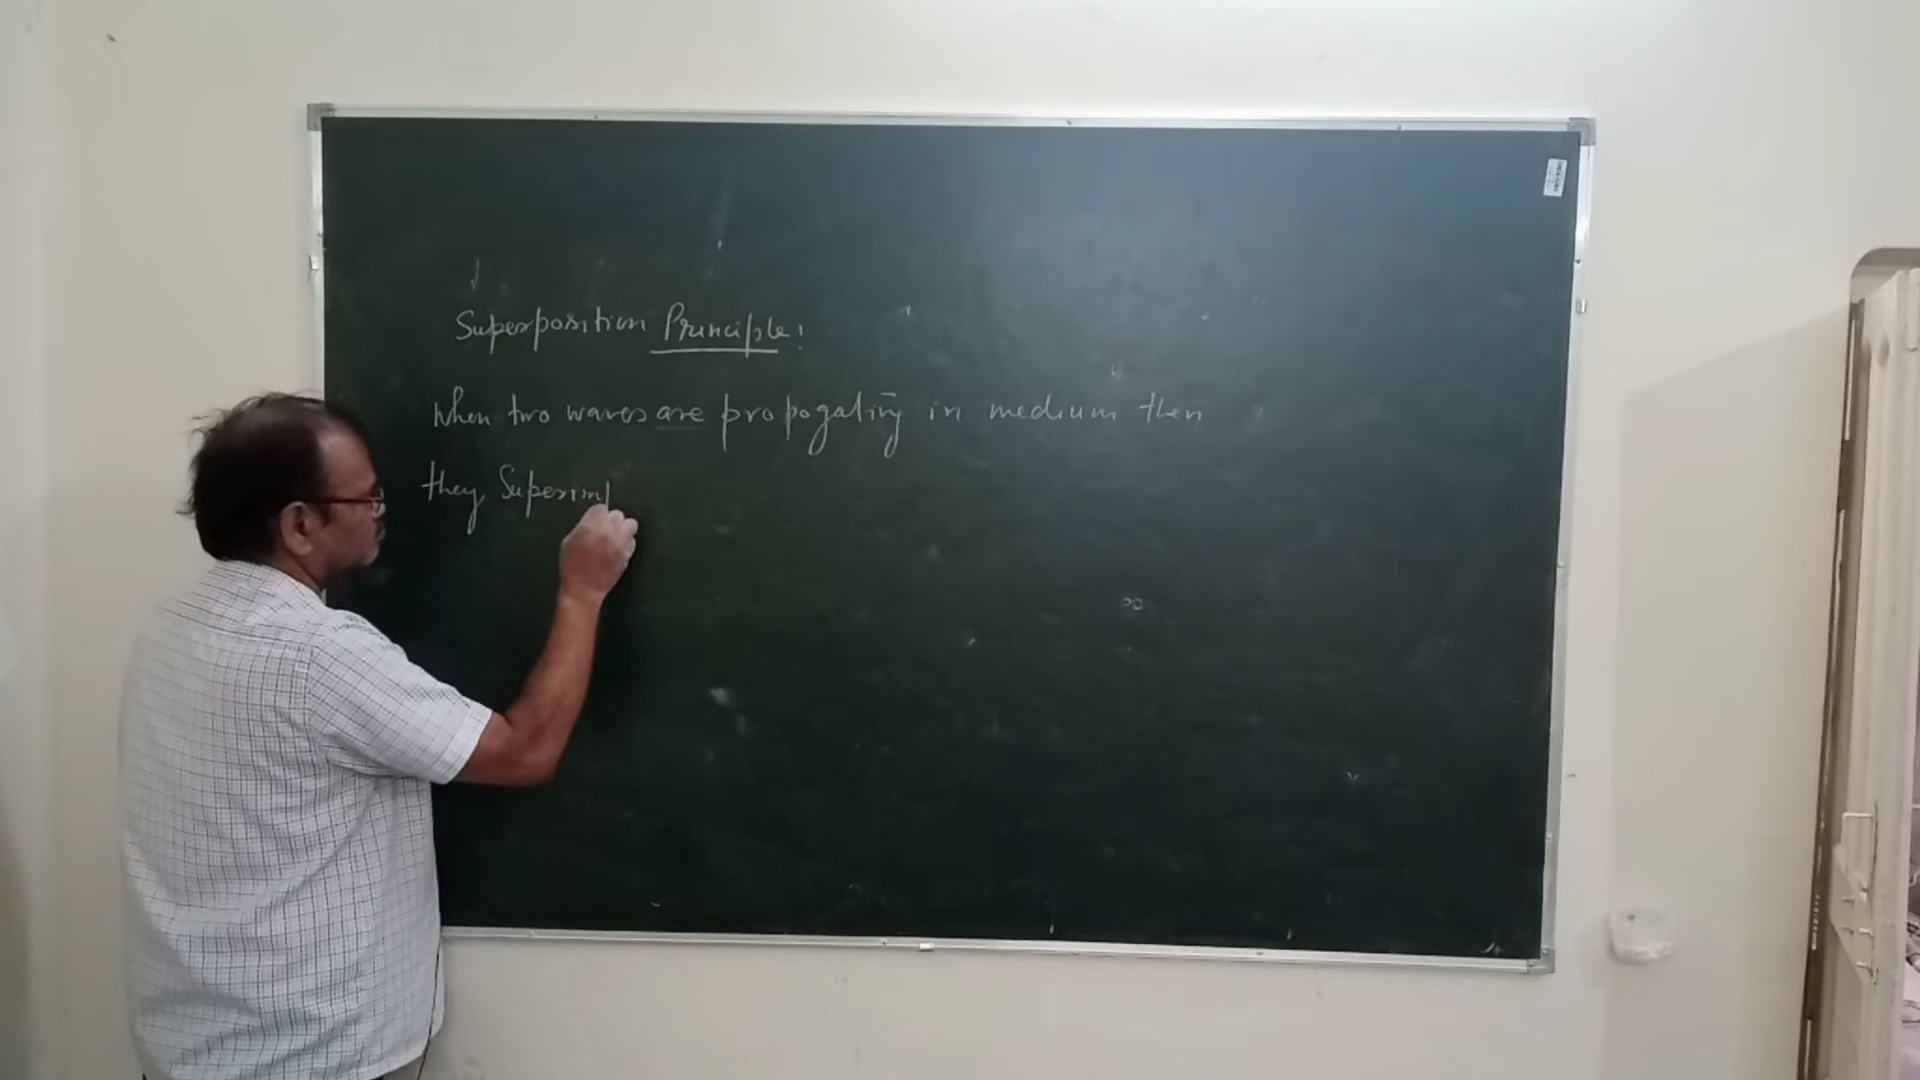 Superposition Principle:
When two waves are propogating in medium then
they Superimp